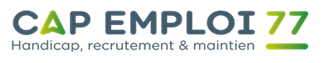 CAP EMPLOI 77
Handicap, recrutement & maintien